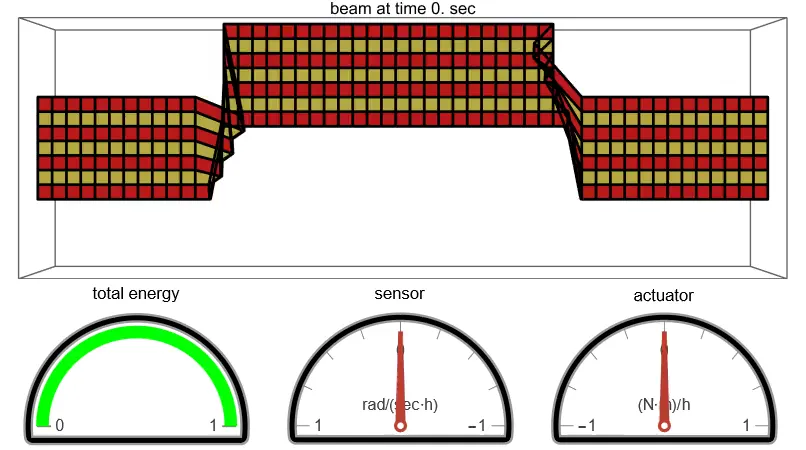 beam at time 0. sec
total energy
sensor
actuator
0
1
0
rad/(sec·h)
1
−1
0
(N·m)/h
−1
1